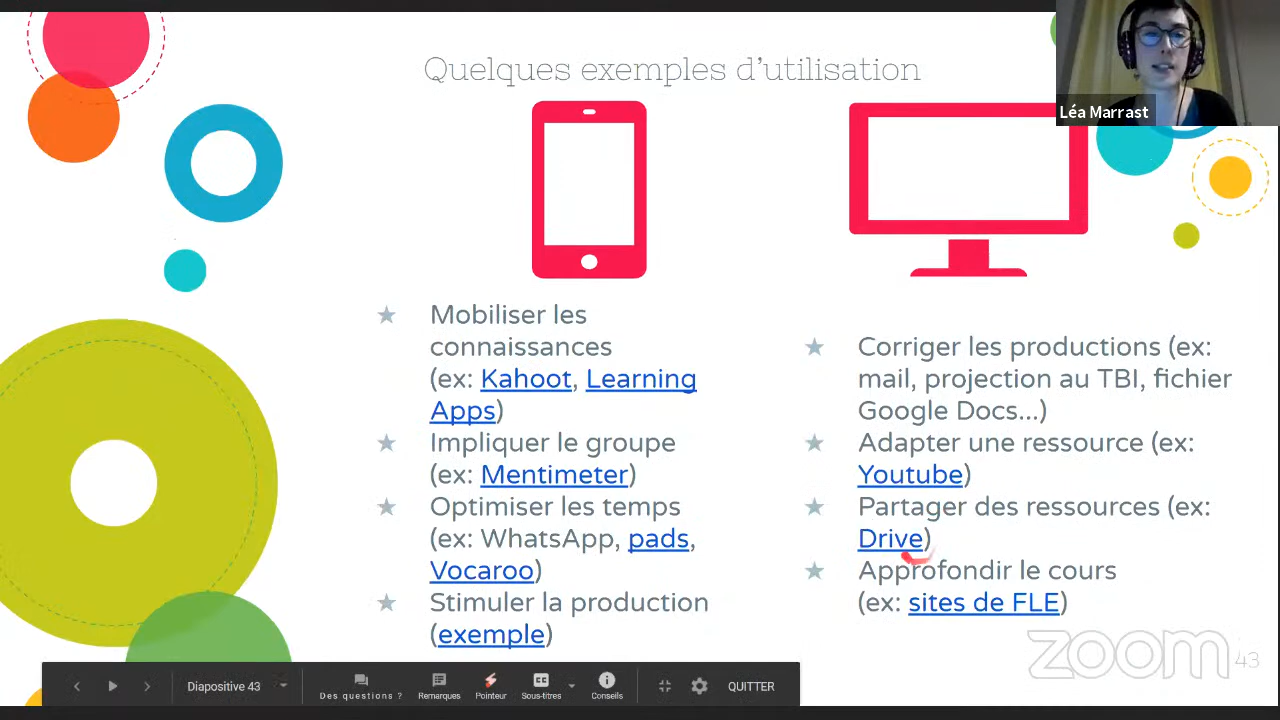 Quelques exemples d'utilisation
Léa Marrast
★ Mobiliser les
connaissances
(ex: Kahoot, Learning
Apps)
★ Impliquer le groupe
(ex: Mentimeter)
★ Optimiser les temps
(ex: WhatsApp, pads,
Vocaroo)
★ Stimuler la production
(exemple)
★ Corriger les productions (ex:
mail, projection au TBI, fichier
Google Docs...)
★ Adapter une ressource (ex:
Youtube)
★ Partager des ressources (ex:
Drive)
★ Approfondir le cours
(ex: sites de FLE)
zoom
43
Diapositive 43
Des questions ?
Remarques
Pointeur
CC
Sous-titres
Conseils
QUITTER